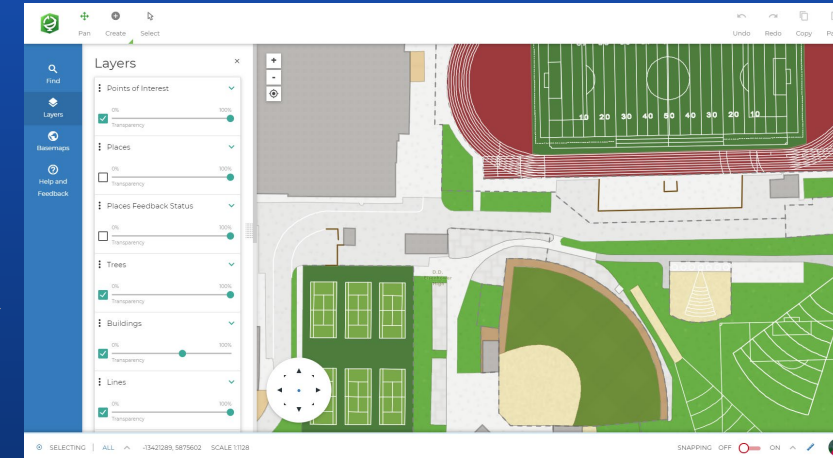 Pan
Create
Select
Undo
Redo
Copy
Find
Layers
Basemaps
Help and
Feedback
Layers
×
Points of Interest
0% 100%
Transparency
Places
0% 100%
Transparency
Places Feedback Status
0% 100%
Transparency
Trees
0% 100%
Transparency
Buildings
0% 100%
Transparency
Lines
0% 100%
Transparency
+
-
10 20 30 40 50 40 30 20 10
SELECTING | ALL -13421289, 5875602 SCALE 1:1128
SNAPPING OFF ON